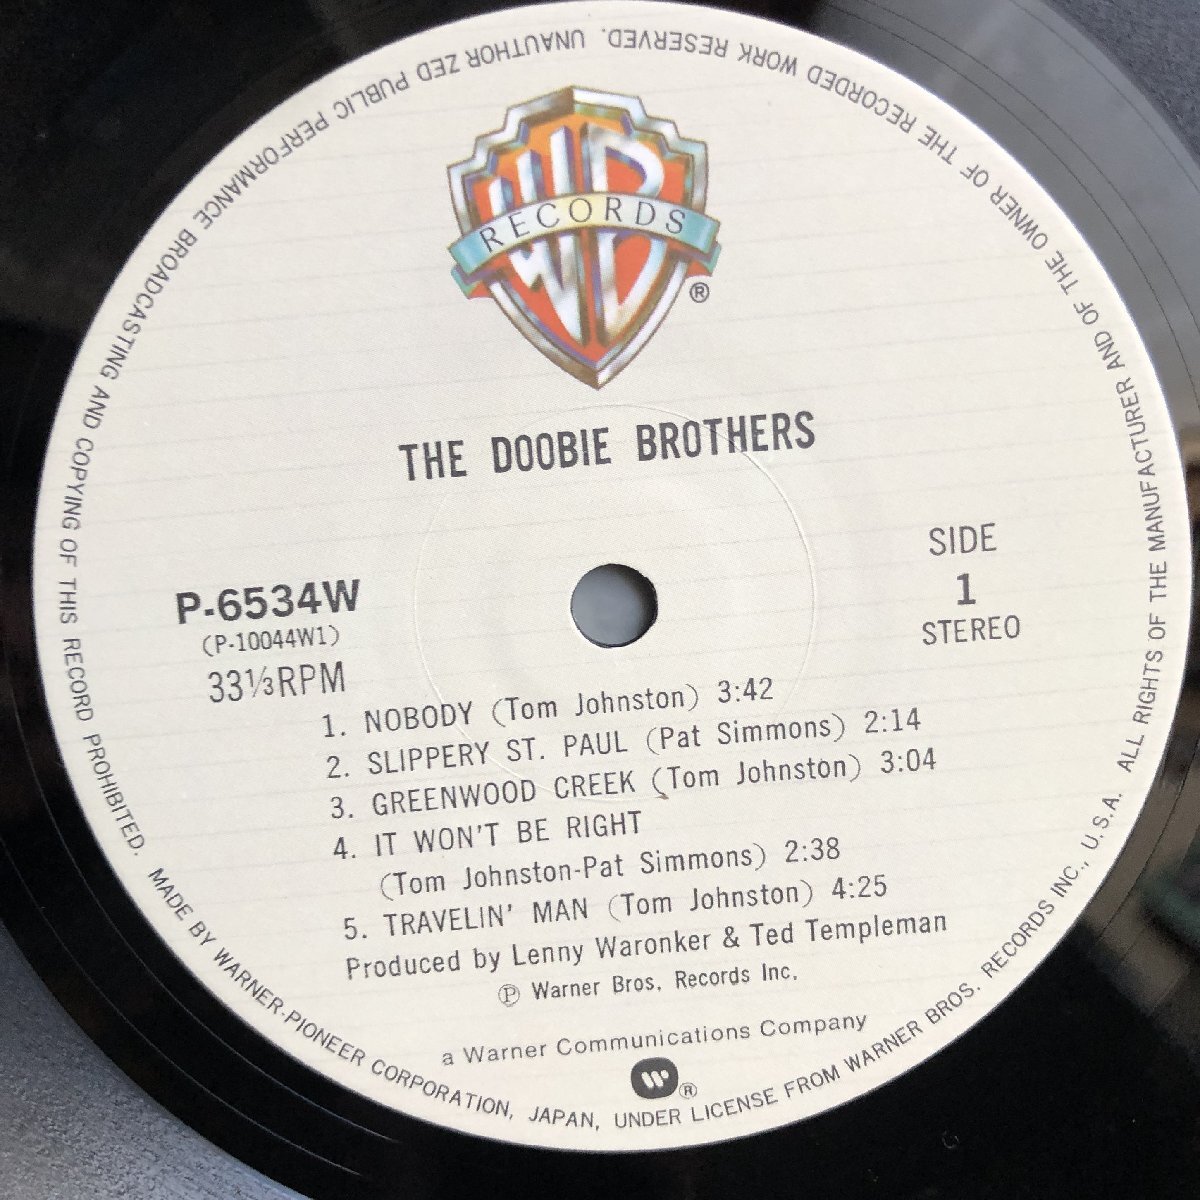 WB
RECORDS
®
THE DOOBIE BROTHERS
P-6534W
(P-10044W1)
33⅓RPM
SIDE
1
STEREO
1. NOBODY (Tom Johnston) 3:42
2. SLIPPERY ST. PAUL (Pat Simmons) 2:14
3. GREENWOOD CREEK (Tom Johnston) 3:04
4. IT WON'T BE RIGHT
(Tom Johnston-Pat Simmons) 2:38
5. TRAVELIN' MAN (Tom Johnston) 4:25
Produced by Lenny Waronker & Ted Templeman
Ⓟ Warner Bros. Records Inc.
a Warner Communications Company
W ®
MADE BY WARNER-PIONEER CORPORATION, JAPAN, UNDER LICENSE FROM WARNER BROS. RECORDS INC., U.S.A. ALL RIGHTS OF THE MANUFACTURER AND OF THE OWNER OF THE RECORDED WORK RESERVED. UNAUTHOR ZED PUBLIC PERFORMANCE BROADCASTING AND COPYING OF THIS RECORD PROHIBITED.